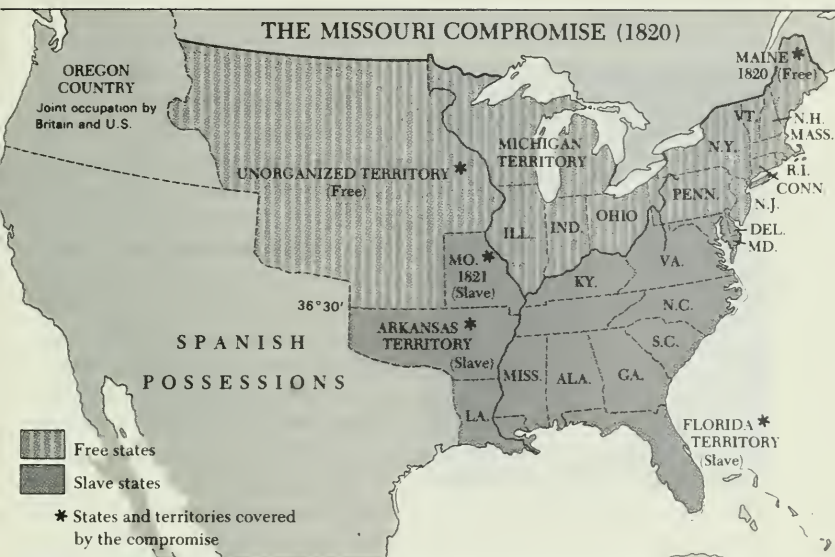 THE MISSOURI COMPROMISE (1820)
OREGON
COUNTRY
Joint occupation by
Britain and U.S.
MAINE *
1820 (Free)
VT.
N.H.
MASS.
N.Y.
MICHIGAN
TERRITORY
UNORGANIZED TERRITORY *
(Free)
R.I.
CONN
PENN.
N.J.
OHIO
IND.
ILL.
DEL.
MD.
MO. *
1821
(Slave)
VA.
KY.
36°30'
N.C.
ARKANSAS *
TERRITORY
(Slave)
S.C.
SPANISH
POSSESSIONS
MISS.
ALA.
GA.
LA.
FLORIDA *
TERRITORY
(Slave)
Free states
Slave states
* States and territories covered
by the compromise